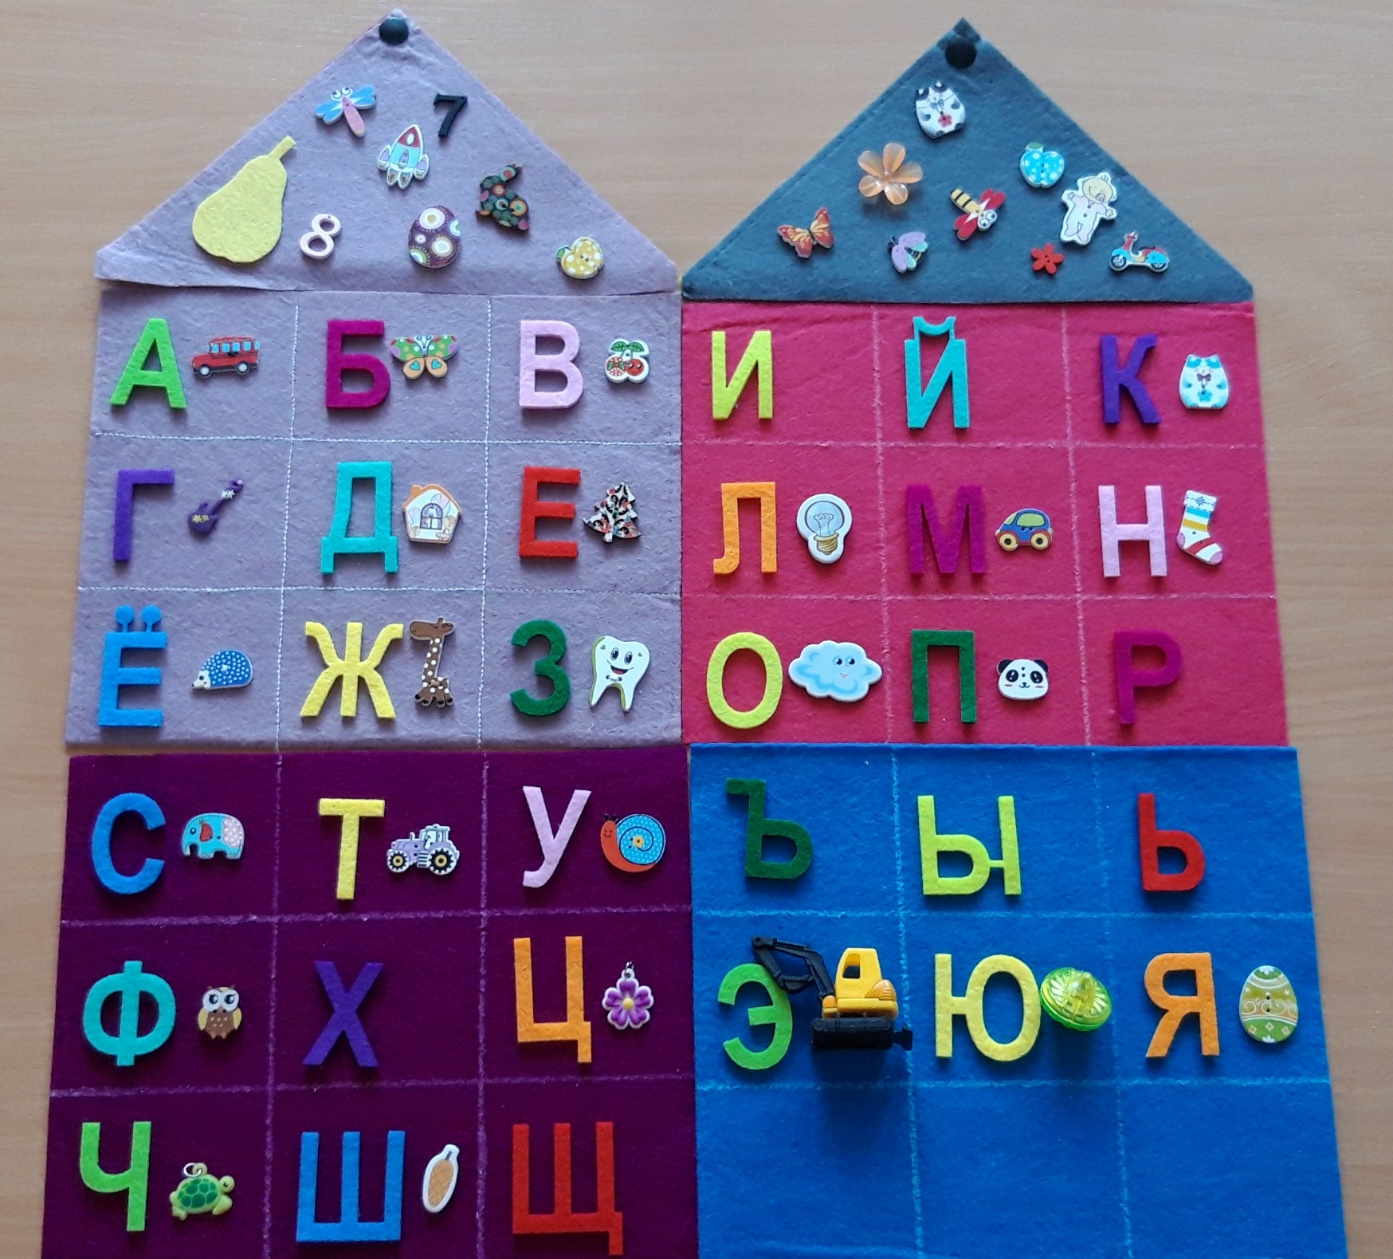 7
8
А Б В
Г Д Е
Ё Ж З
И Й К
Л М Н
О П Р
С Т У
Ф Х Ц
Ч Ш Щ
Ъ Ы Ь
Э Ю Я